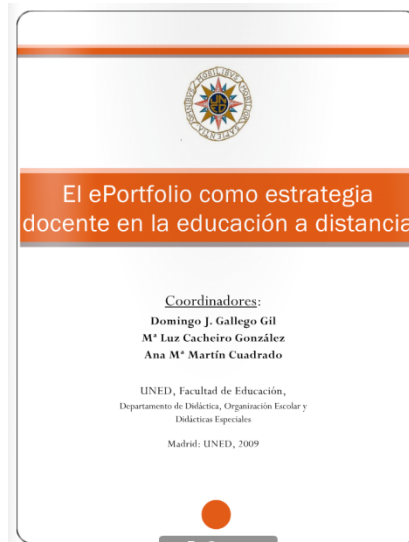 El ePortfolio como estrategia
docente en la educación a distancia
Coordinadores:
Domingo J. Gallego Gil
Mª Luz Cacheiro González
Ana Mª Martín Cuadrado
UNED, Facultad de Educación,
Departamento de Didáctica, Organización Escolar y
Didácticas Especiales
Madrid: UNED, 2009